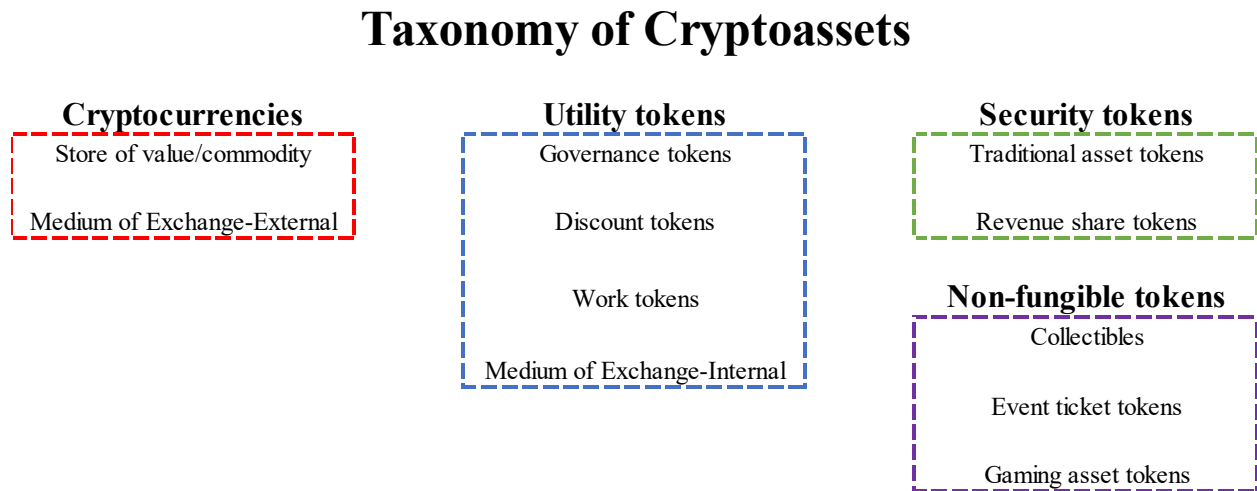 Taxonomy of Cryptoassets
Cryptocurrencies
Store of value/commodity
Medium of Exchange-External
Utility tokens
Governance tokens
Discount tokens
Work tokens
Medium of Exchange-Internal
Security tokens
Traditional asset tokens
Revenue share tokens
Non-fungible tokens
Collectibles
Event ticket tokens
Gaming asset tokens